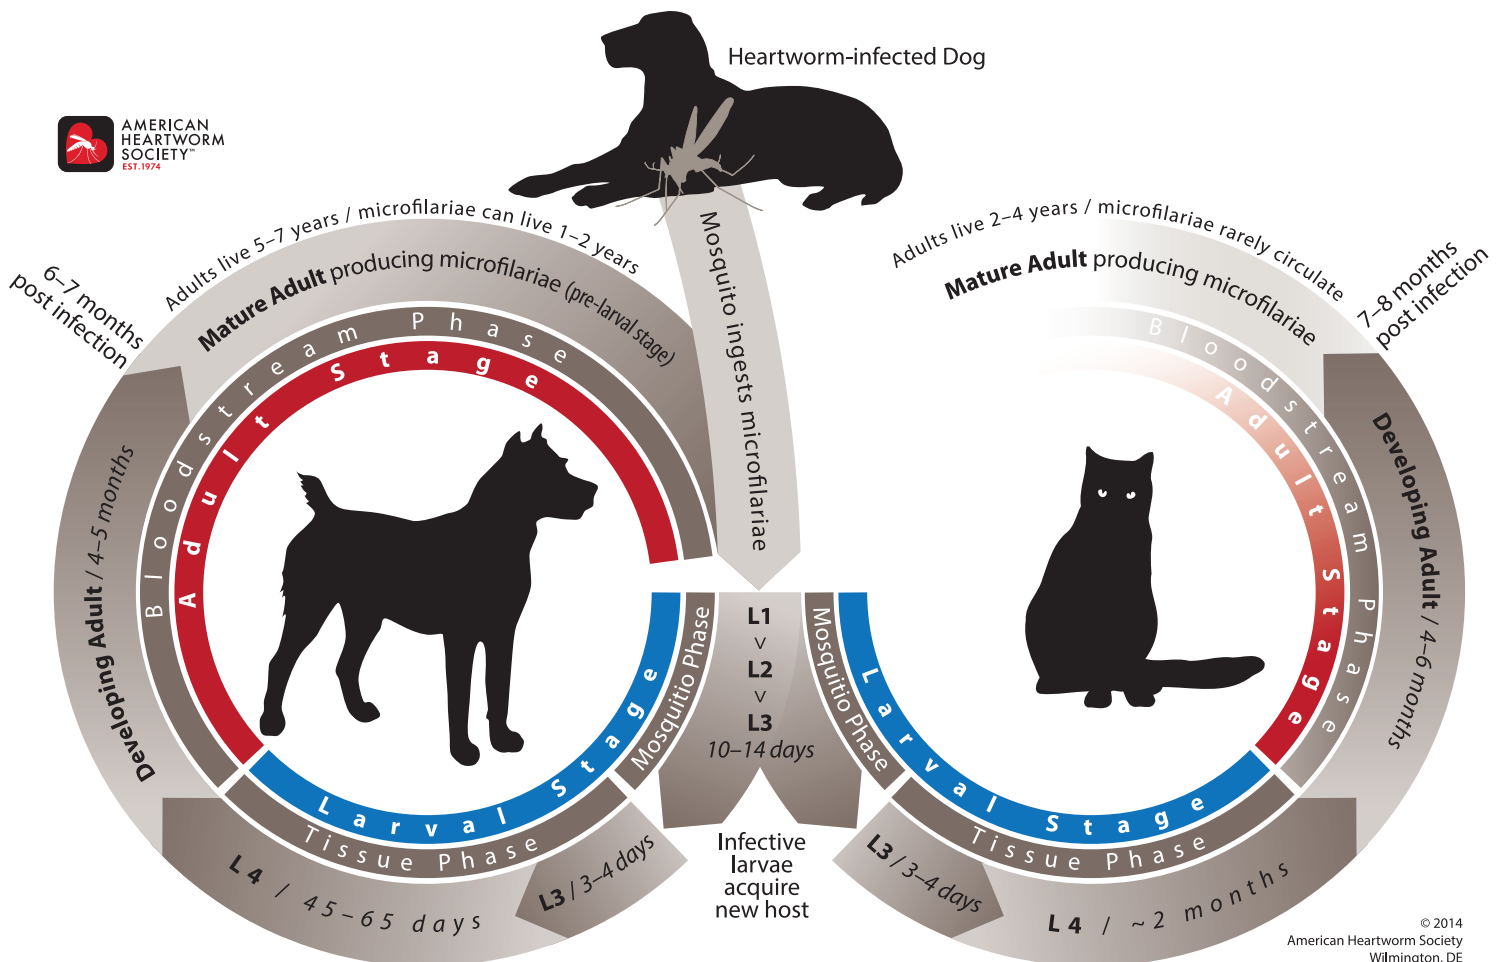 Heartworm-infected Dog
AMERICAN
HEARTWORM
SOCIETY™
EST.1974
Adults live 5–7 years / microfilariae can live 1–2 years
6–7 months
post infection
Mature Adult producing microfilariae (pre-larval stage)
Bloodstream Phase
Adult Stage
Developing Adult / 4–5 months
Mosquito ingests microfilariae
Adults live 2–4 years / microfilariae rarely circulate
Mature Adult producing microfilariae
7–8 months
post infection
Bloodstream Phase
Adult Stage
Developing Adult / 4–6 months
L1
>
L2
>
L3
10–14 days
Mosquitio Phase
Mosquitio Phase
Larval Stage
Larval Stage
Tissue Phase
Tissue Phase
L3 / 3–4 days
L4 / 45–65 days
Infective
larvae
acquire
new host
L3 / 3–4 days
L4 / ~2 months
© 2014
American Heartworm Society
Wilmington, DE